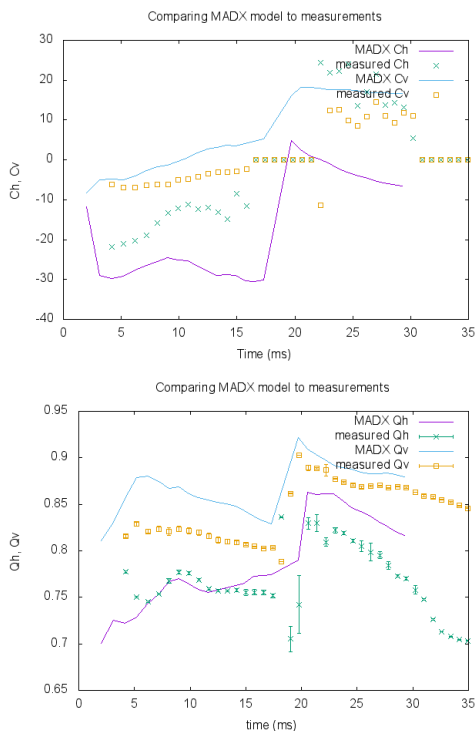 Comparing MADX model to measurements
30
20
10
0
-10
-20
-30
-40
Ch, Cv
MADX Ch
measured Ch
MADX Cv
measured Cv
0 5 10 15 20 25 30 35
Time (ms)
Comparing MADX model to measurements
0.95
0.9
0.85
0.8
0.75
0.7
0.65
Qh, Qv
MADX Qh
measured Qh
MADX Qv
measured Qv
0 5 10 15 20 25 30 35
time (ms)